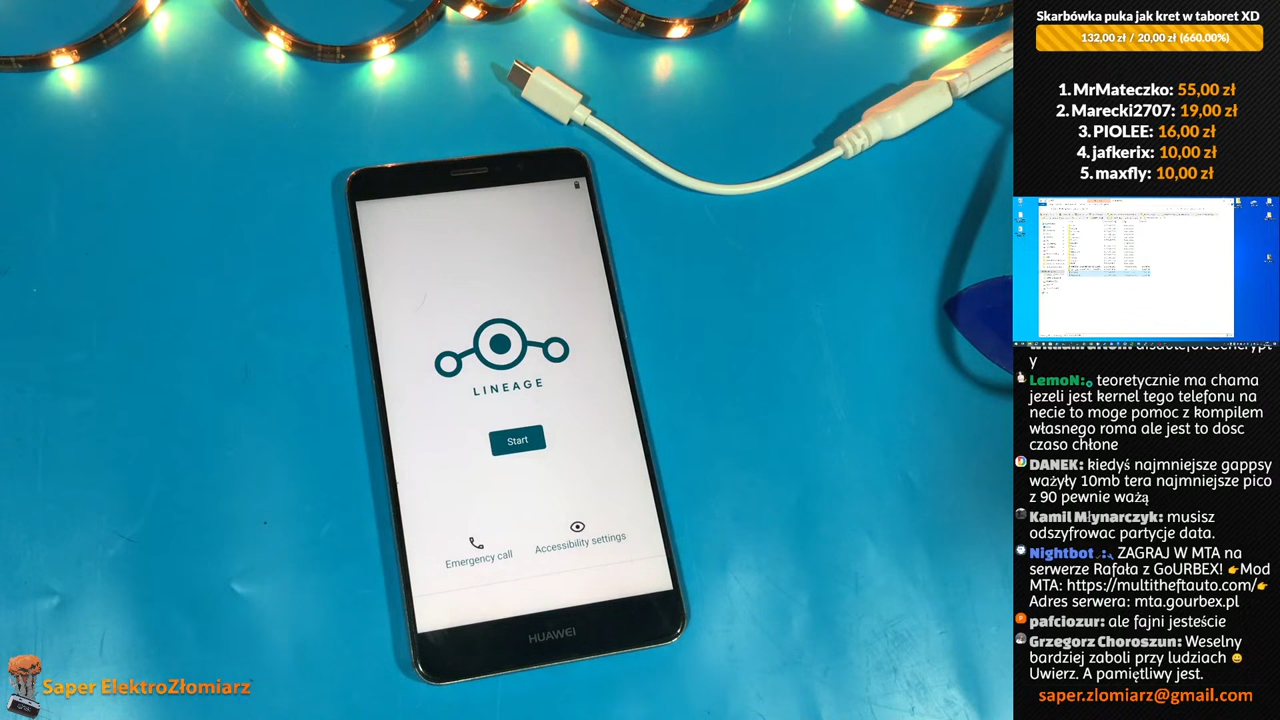 Skarbówka puka jak kret w taboret XD
132,00 zł / 20,00 zł (660.00%)
1. MrMateczko: 55,00 zł
2. Marecki2707: 19,00 zł
3. PIOLEE: 16,00 zł
4. jafkerix: 10,00 zł
5. maxfly: 10,00 zł
y
LemoN: teoretycznie ma chama
jezeli jest kernel tego telefonu na
necie to moge pomoc z kompilem
własnego roma ale jest to dosc
czaso chłone
DANEK: kiedyś najmniejsze gappsy
ważyły 10mb tera najmniejsze pico
z 90 pewnie ważą
Kamil Młynarczyk: musisz
odszyfrowac partycje data.
Nightbot: ZAGRAJ W MTA na
serwerze Rafała z GoURBEX! 👉Mod
MTA: https://multitheftauto.com/👉
Adres serwera: mta.gourbex.pl
pafciozur: ale fajni jesteście
Grzegorz Choroszun: Weselny
bardziej zaboli przy ludziach 😀
Uwierz. A pamiętliwy jest.
saper.zlomiarz@gmail.com
LINEAGE
Start
Emergency call
Accessibility settings
HUAWEI
Saper ElektroZłomiarz